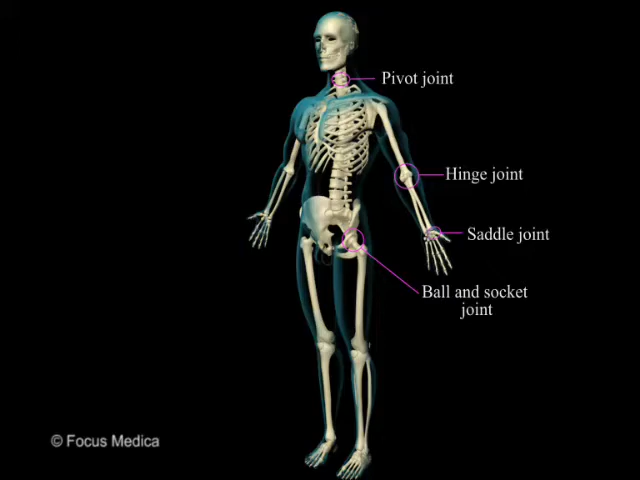 Pivot joint
Hinge joint
Saddle joint
Ball and socket
joint
© Focus Medica